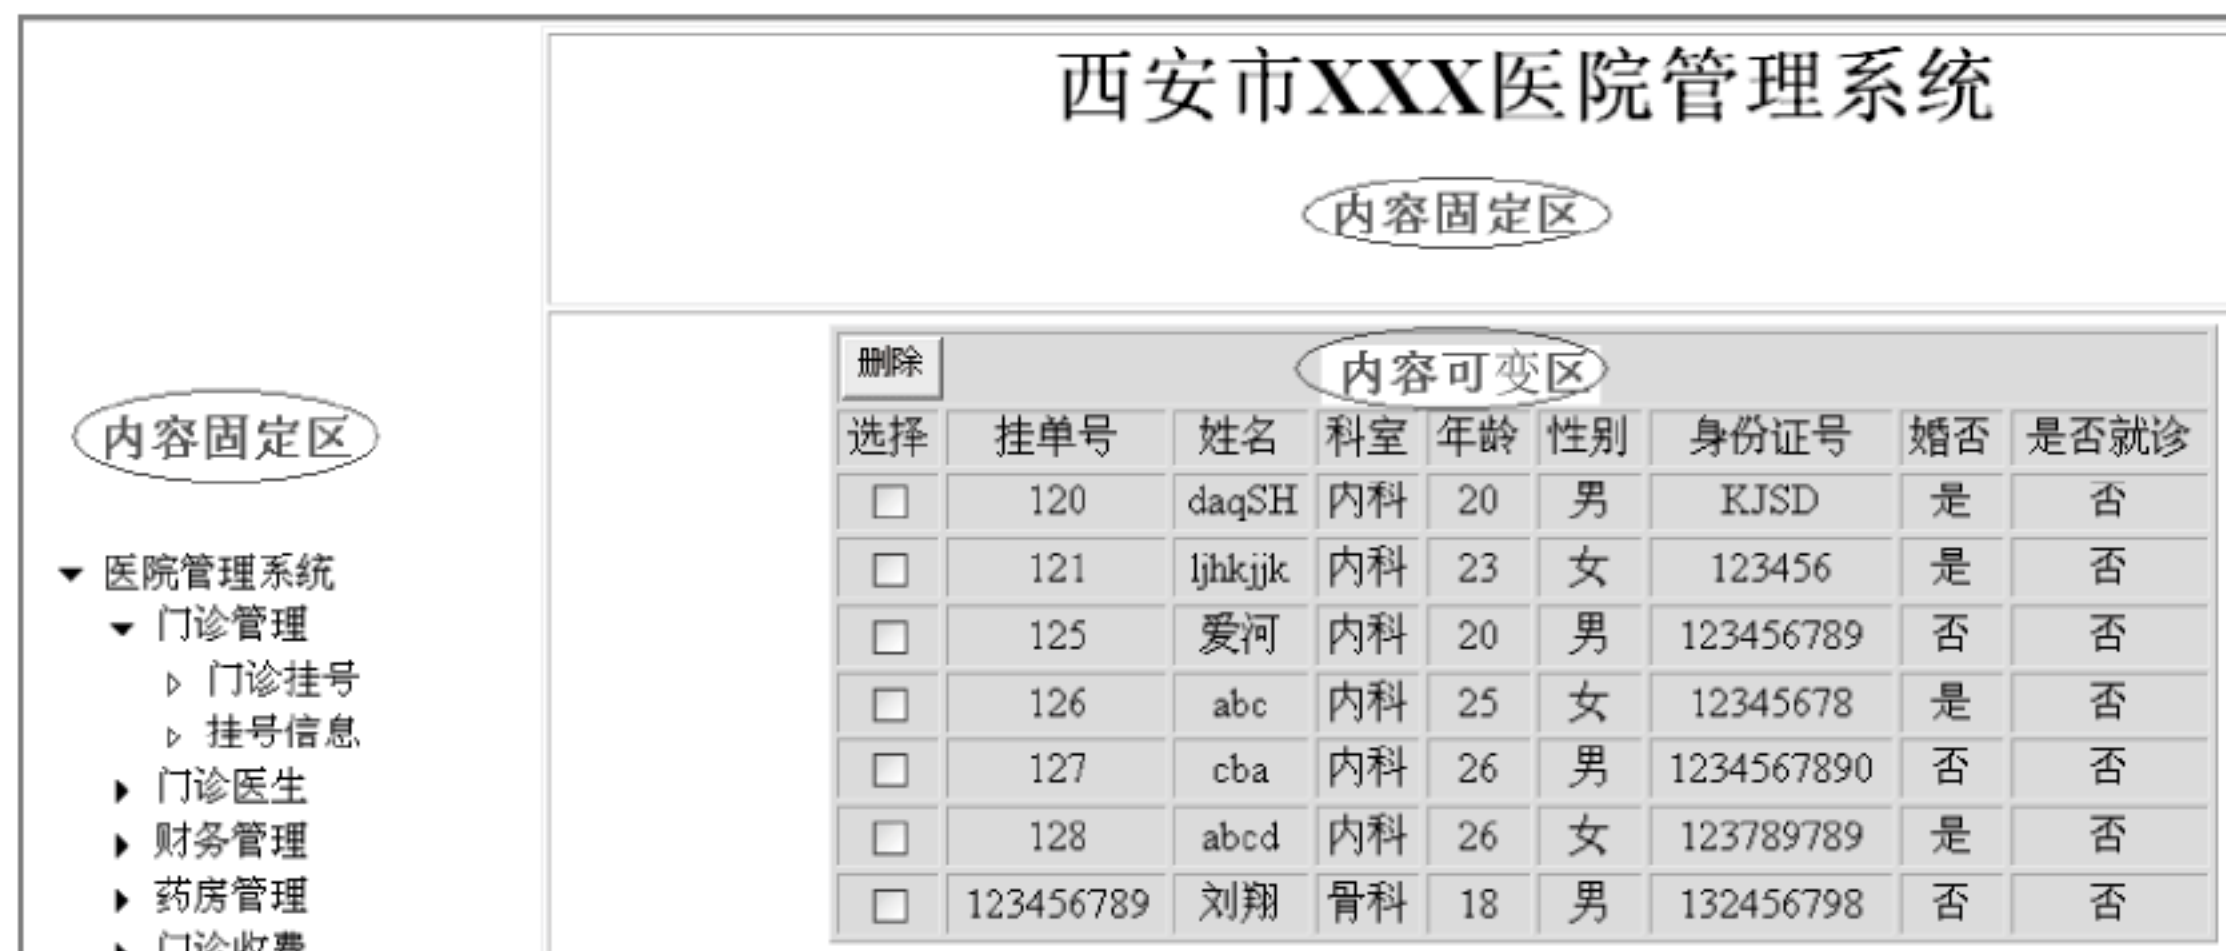 西安市XXX医院管理系统
内容固定区
内容固定区
医院管理系统
门诊管理
门诊挂号
挂号信息
门诊医生
财务管理
药房管理
门诊收费
删除 内容可变区
选择 挂单号 姓名 科室 年龄 性别 身份证号 婚否 是否就诊
120 daqSH 内科 20 男 KJSD 是 否
121 ljhkjjk 内科 23 女 123456 是 否
125 爱河 内科 20 男 123456789 否 否
126 abc 内科 25 女 12345678 是 否
127 cba 内科 26 男 1234567890 否 否
128 abcd 内科 26 女 123789789 是 否
123456789 刘翔 骨科 18 男 132456798 否 否